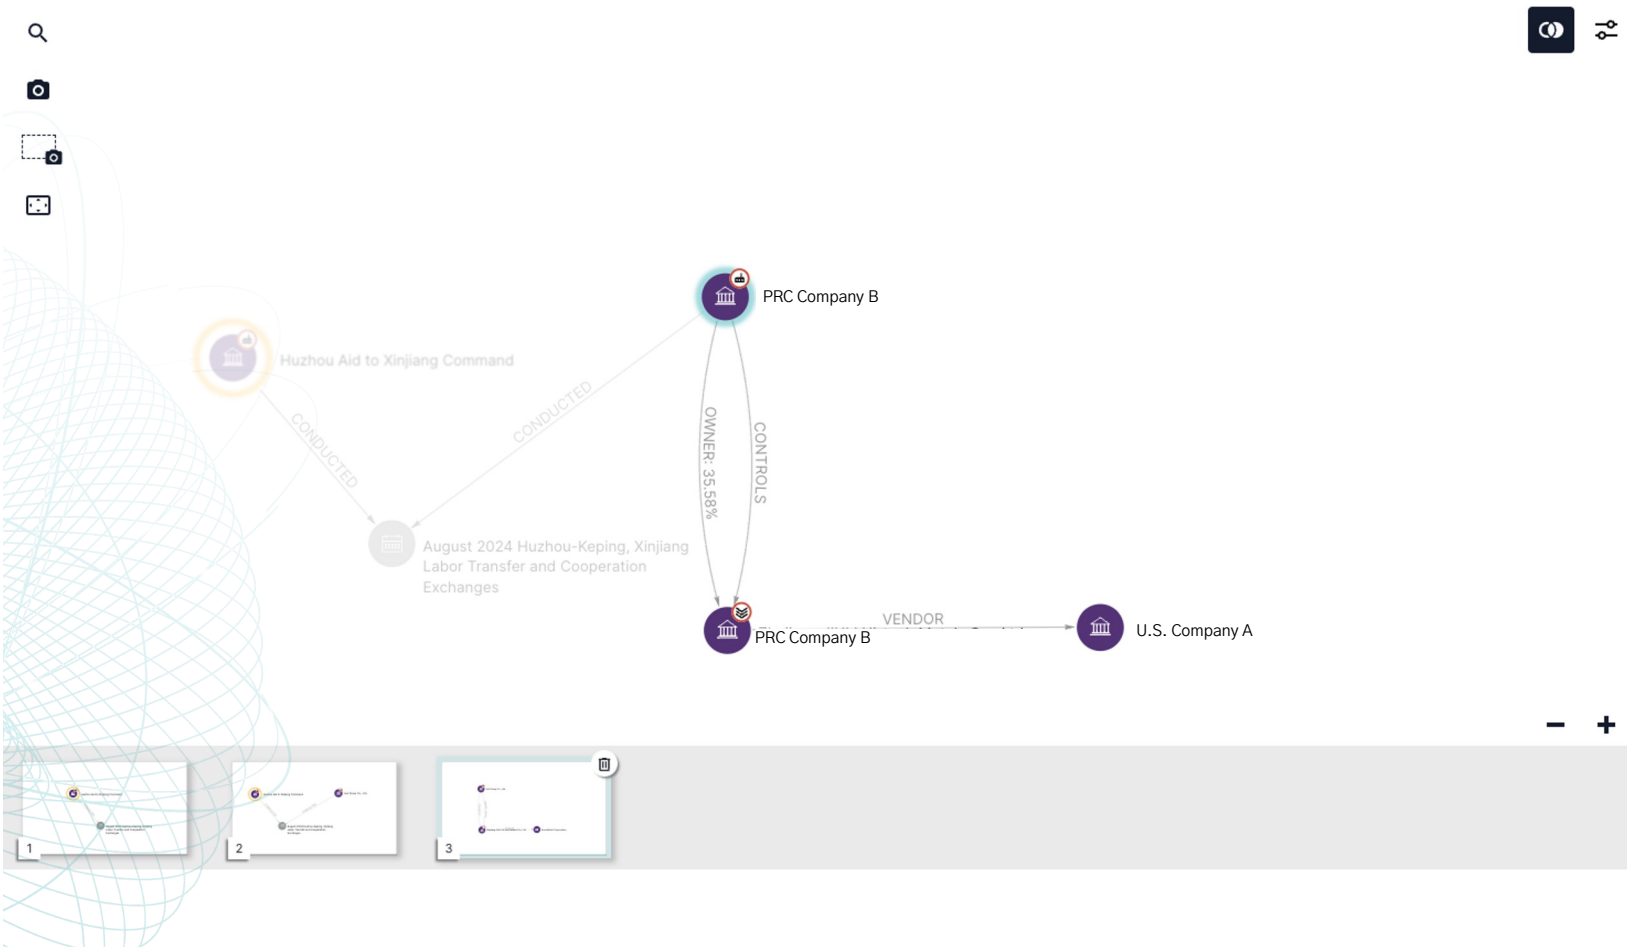 PRC Company B
Huzhou Aid to Xinjiang Command
CONDUCTED
CONDUCTED
OWNER: 35.58%
CONTROLS
August 2024 Huzhou-Keping, Xinjiang
Labor Transfer and Cooperation
Exchanges
VENDOR
PRC Company B
U.S. Company A
1
2
3